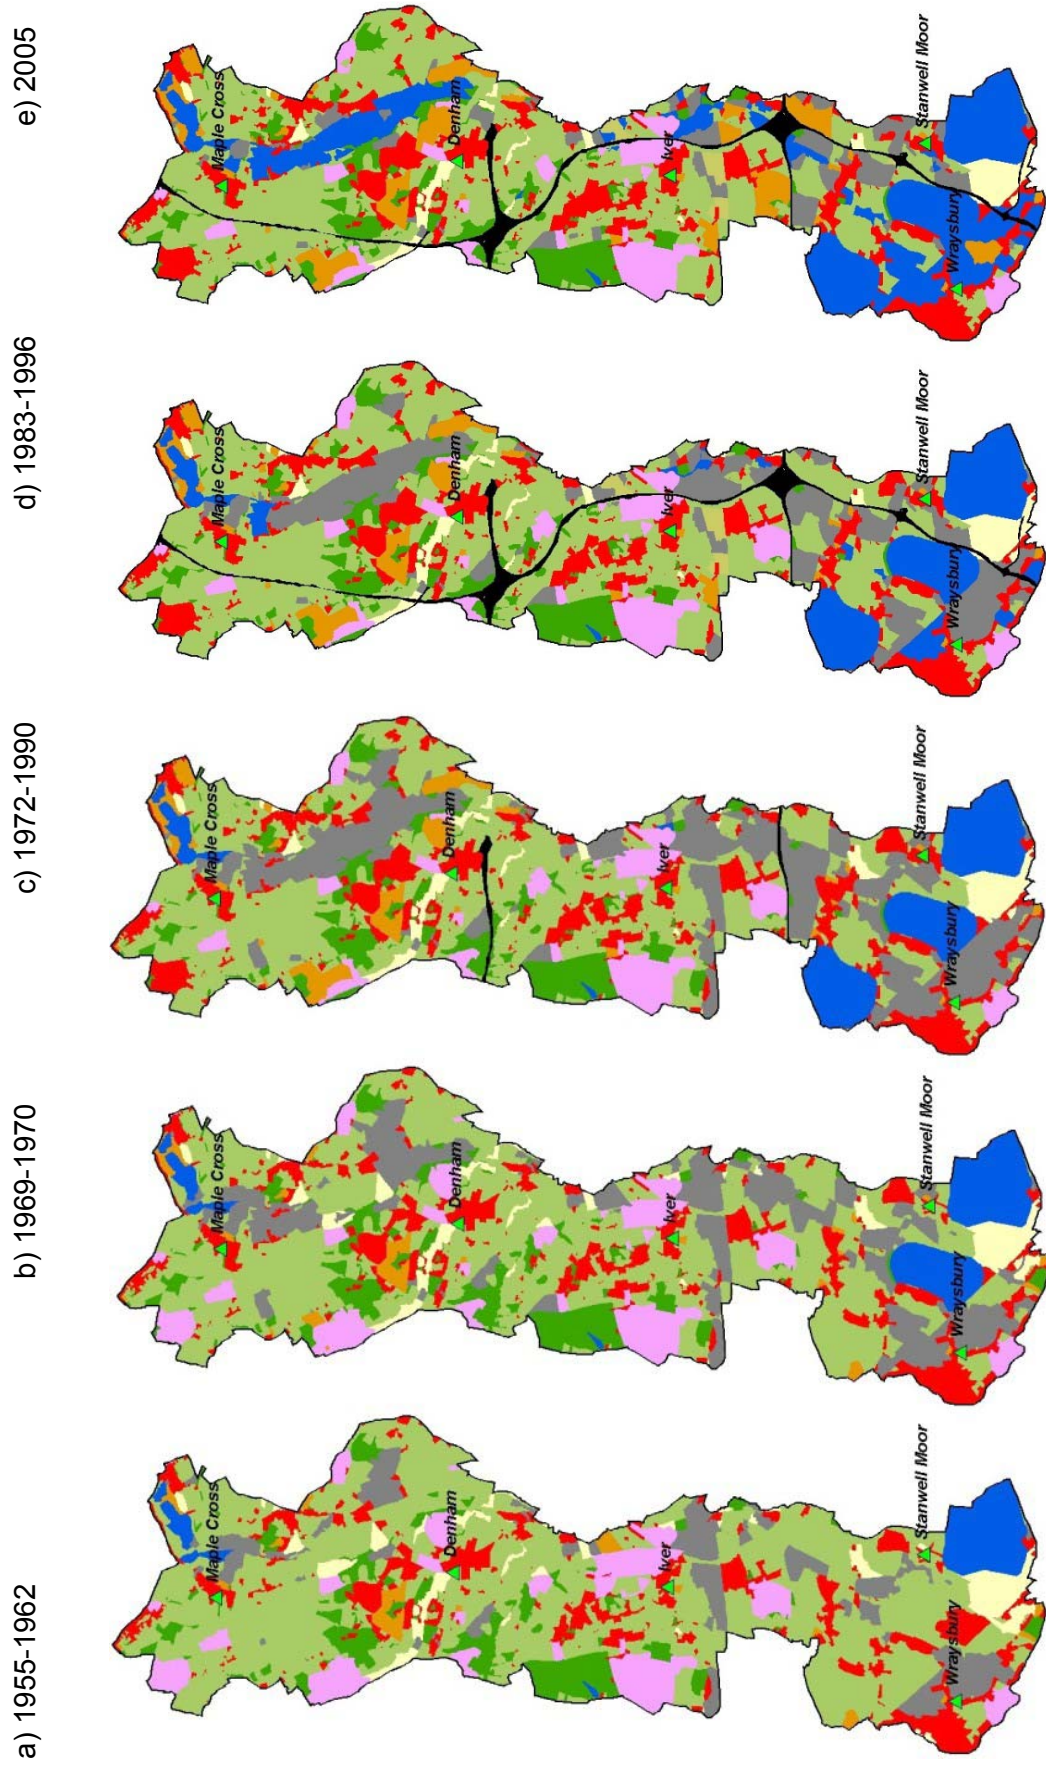 a) 1955-1962
b) 1969-1970
c) 1972-1990
d) 1983-1996
e) 2005
Maple Cross
Denham
Iver
Wraysbury
Stanwell Moor
Maple Cross
Denham
Iver
Wraysbury
Stanwell Moor
Maple Cross
Denham
Iver
Wraysbury
Stanwell Moor
Maple Cross
Denham
Iver
Wraysbury
Stanwell Moor
Maple Cross
Denham
Iver
Wraysbury
Stanwell Moor